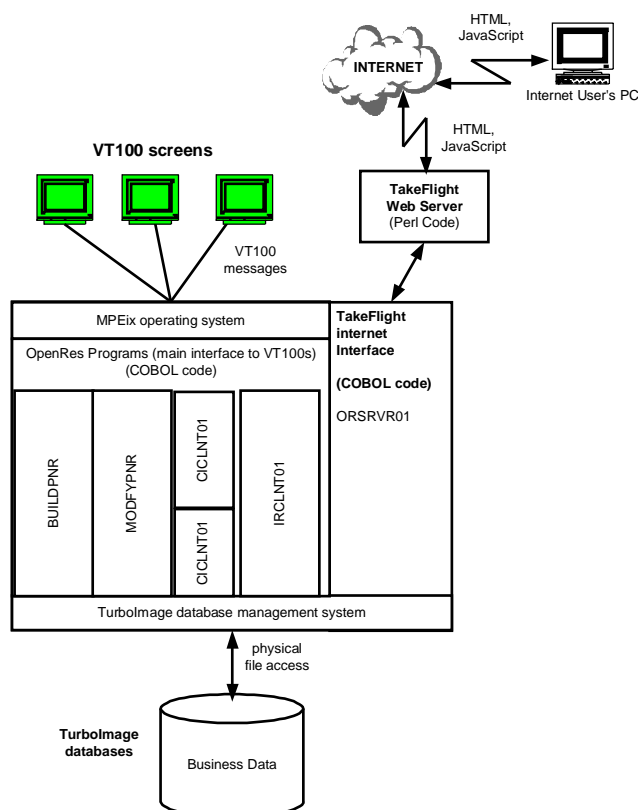 HTML,
JavaScript
INTERNET
Internet User's PC
HTML,
JavaScript
VT100 screens
TakeFlight
Web Server
(Perl Code)
VT100
messages
MPEix operating system
TakeFlight
internet
Interface
(COBOL code)
ORSRVR01
OpenRes Programs (main interface to VT100s)
(COBOL code)
BUILDPNR
MODFYPNR
CICLNT01
CICLNT01
IRCLNT01
TurboImage database management system
physical
file access
TurboImage
databases
Business Data